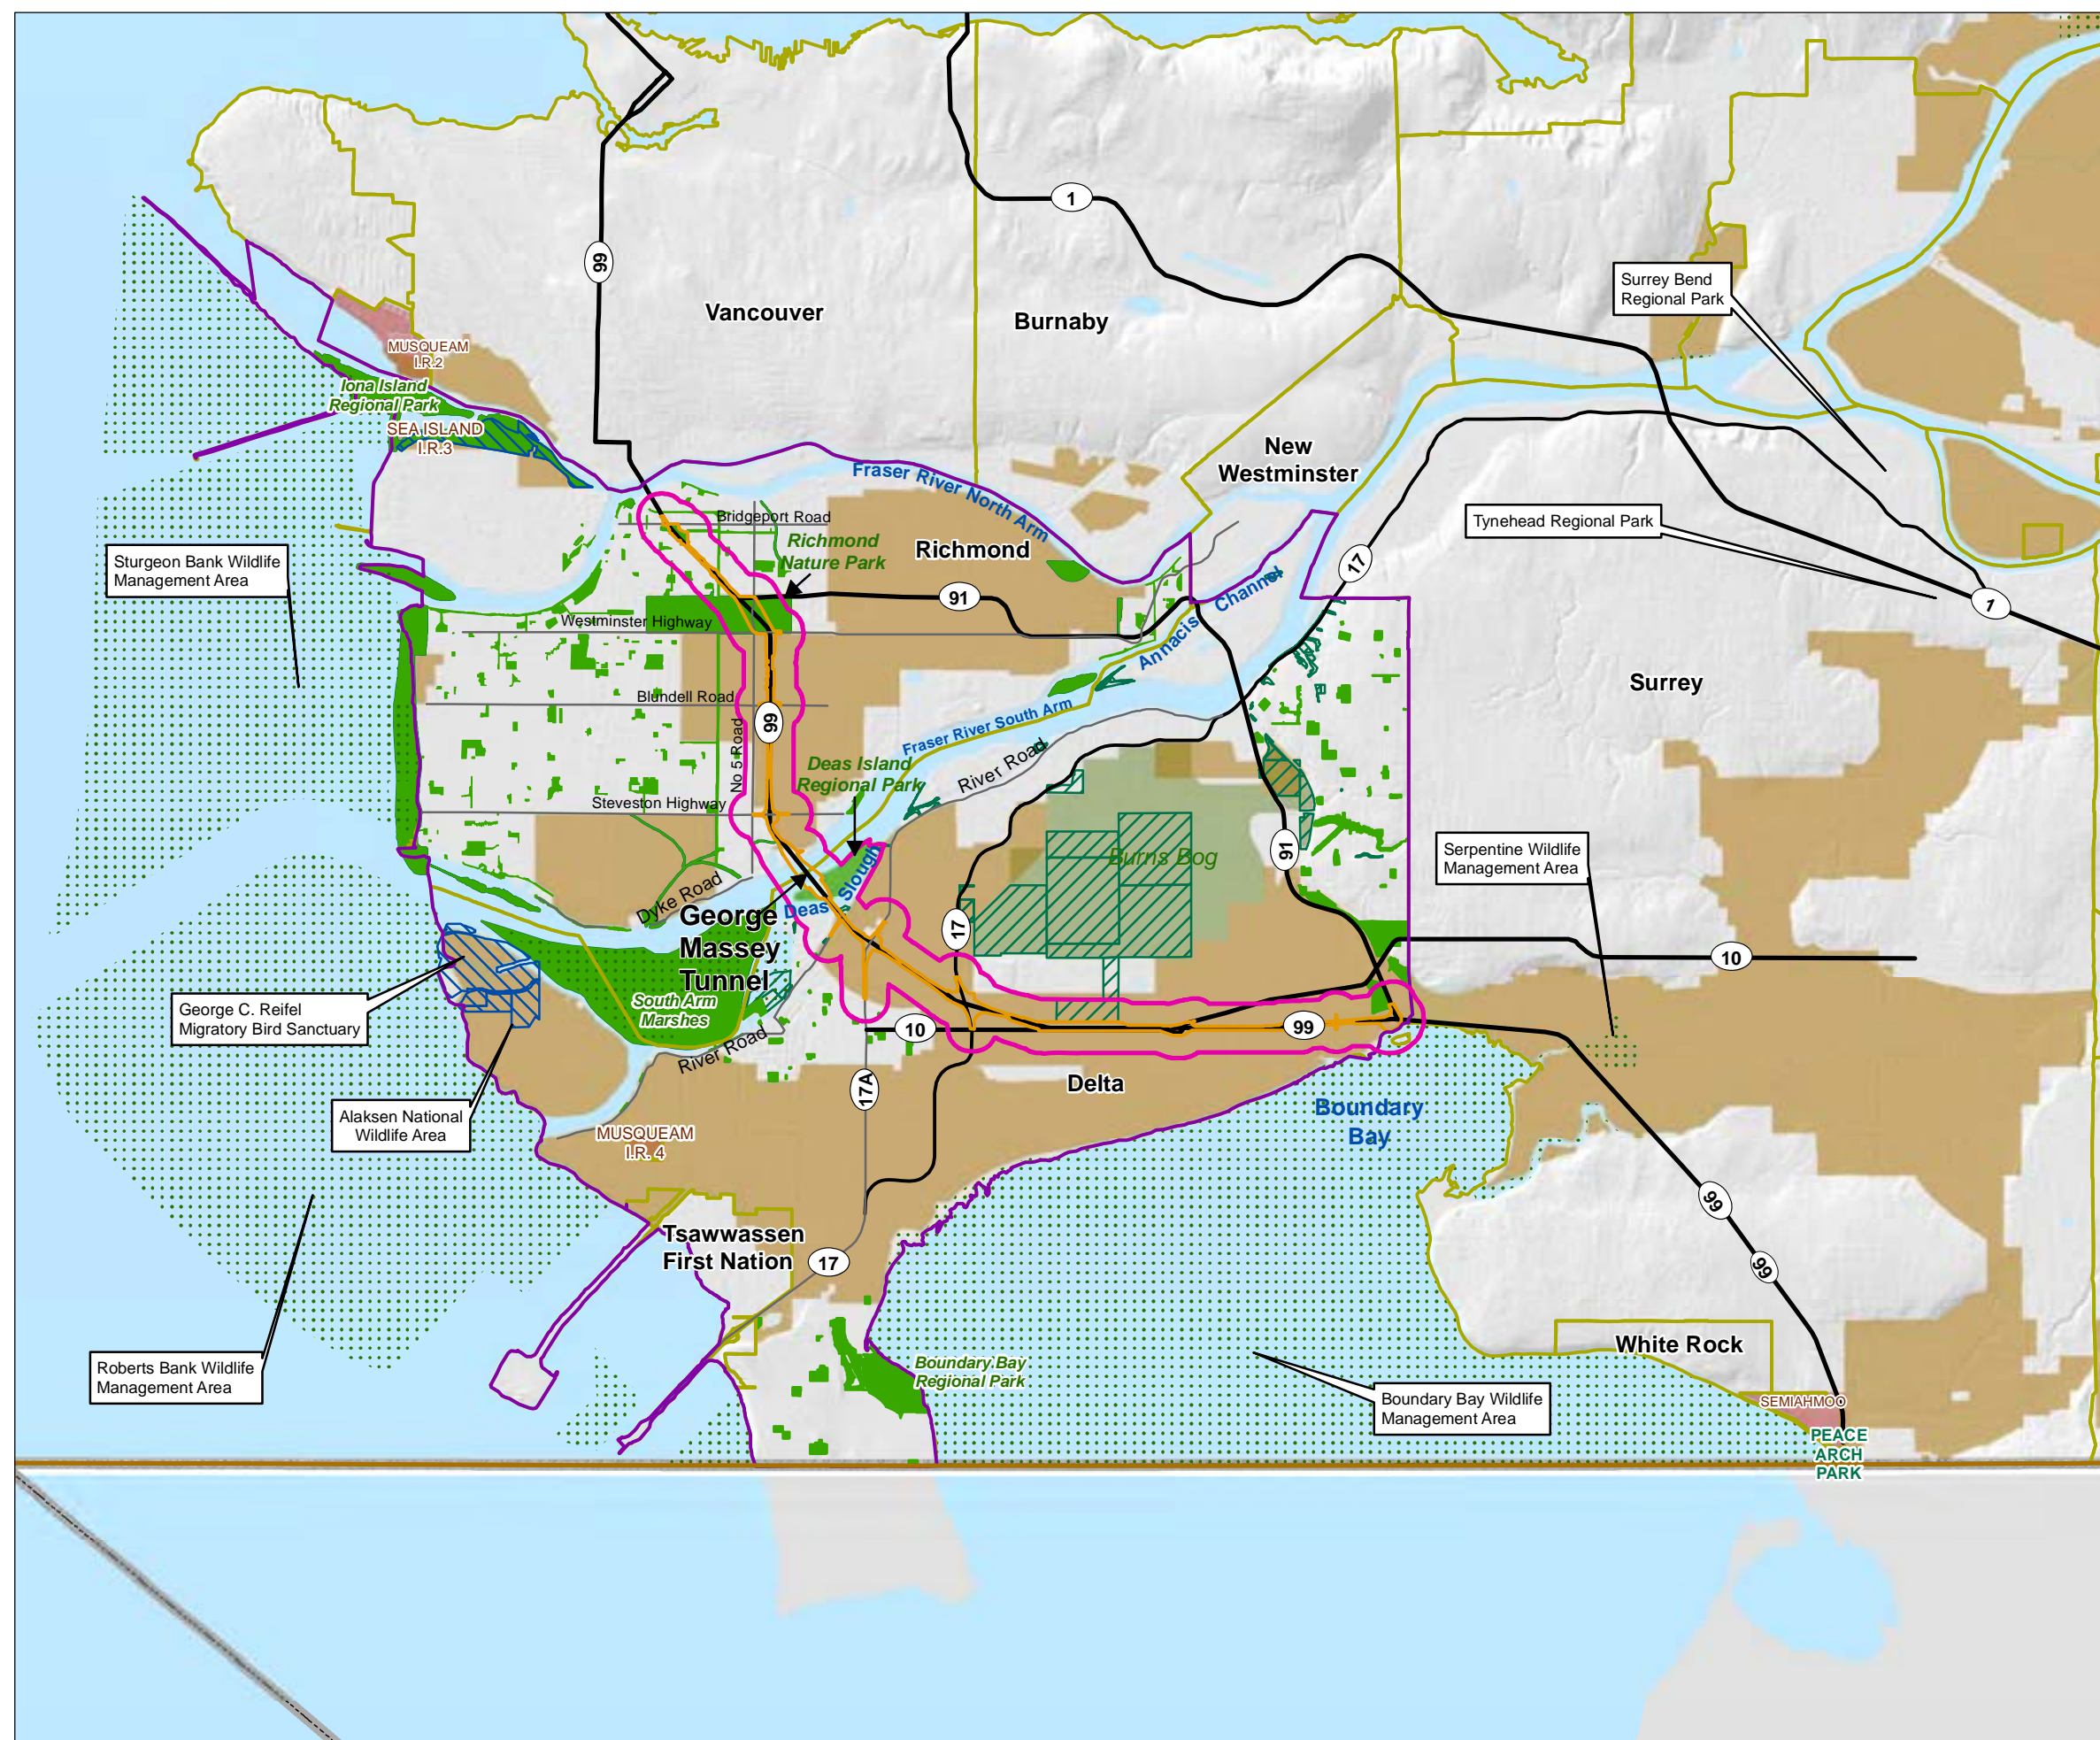 1
99
Surrey Bend
Regional Park
Vancouver
Burnaby
MUSQUEAM
I.R.2
Iona Island
Regional Park
SEA ISLAND
I.R.3
New
Westminster
Fraser River North Arm
Bridgeport Road
Tynehead Regional Park
Richmond
Nature Park
Richmond
Sturgeon Bank Wildlife
Management Area
17
91
Annacis Channel
1
Westminster Highway
Surrey
Blundell Road
99
No 5 Road
Fraser River South Arm
River Road
Deas Island
Regional Park
Steveston Highway
Burns Bog
91
Serpentine Wildlife
Management Area
Dyke Road
Deas Slough
George
Massey
Tunnel
17
10
George C. Reifel
Migratory Bird Sanctuary
South Arm
Marshes
River Road
10
99
17A
Delta
Alaksen National
Wildlife Area
MUSQUEAM
I.R. 4
Boundary
Bay
99
Tsawwassen
First Nation
17
99
White Rock
Roberts Bank Wildlife
Management Area
Boundary Bay
Regional Park
Boundary Bay Wildlife
Management Area
SEMIAHMOO
PEACE
ARCH
PARK